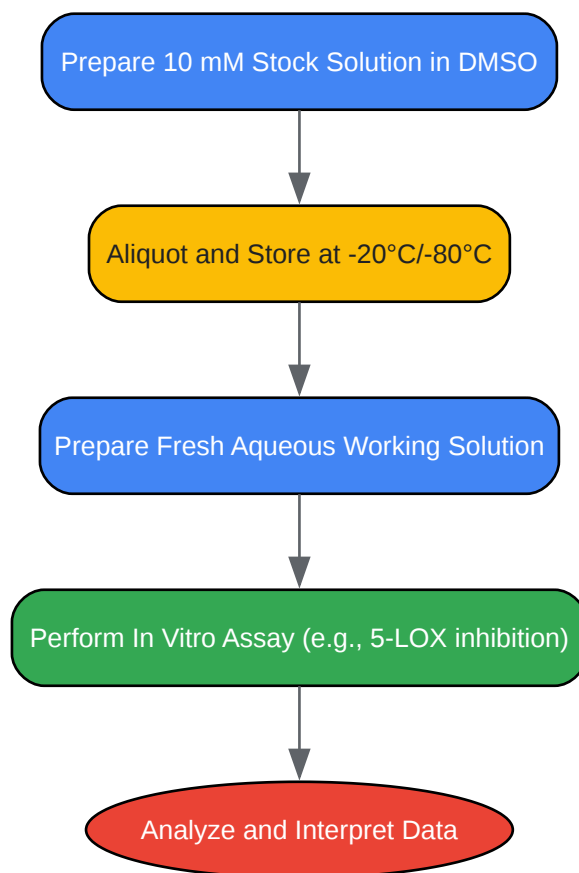 Prepare 10 mM Stock Solution in DMSO
Aliquot and Store at -20°C/-80°C
Prepare Fresh Aqueous Working Solution
Perform In Vitro Assay (e.g., 5-LOX inhibition)
Analyze and Interpret Data